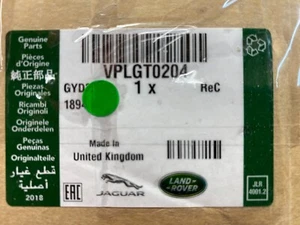 Genuine
Parts
Pièces
d'Origine
純正部品
Piezas
Originales
Ricambi
Originali
Originele
Onderdelen
Peças
Genuínas
Originalteile
قطع غيار
أصلية
2018
VPLGT0204
1 x
ReC
189
Made In
United Kingdom
EAC
JAGUAR
LAND
ROVER
JLR
4001.2